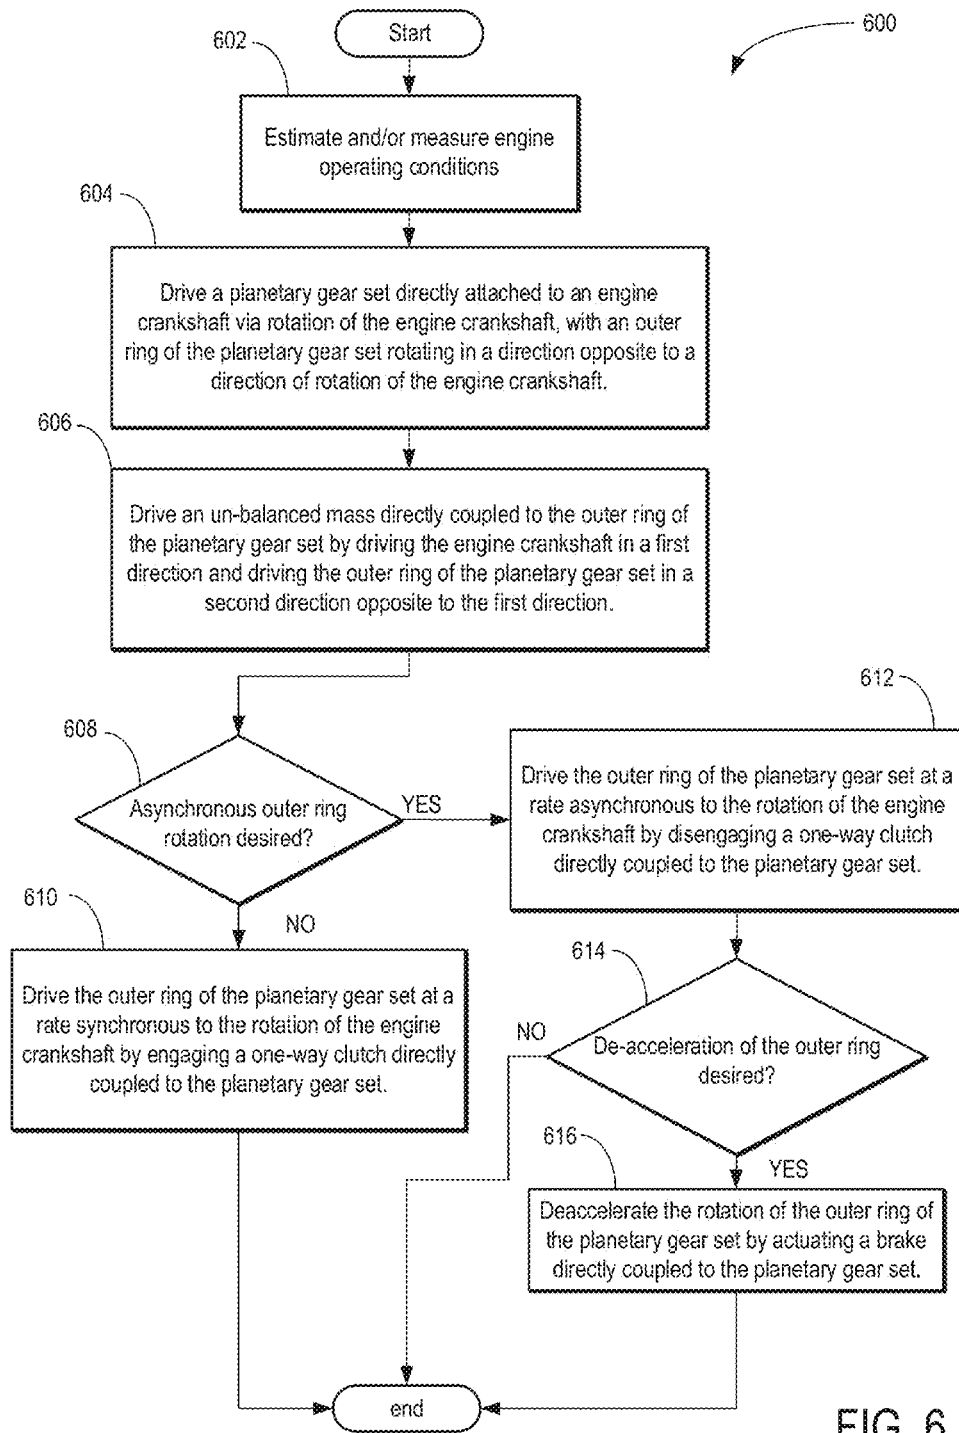 Start
600
602
Estimate and/or measure engine
operating conditions
604
Drive a planetary gear set directly attached to an engine
crankshaft via rotation of the engine crankshaft, with an outer
ring of the planetary gear set rotating in a direction opposite to a
direction of rotation of the engine crankshaft.
606
Drive an un-balanced mass directly coupled to the outer ring of
the planetary gear set by driving the engine crankshaft in a first
direction and driving the outer ring of the planetary gear set in a
second direction opposite to the first direction.
608
Asynchronous outer ring
rotation desired?
YES
612
Drive the outer ring of the planetary gear set at a
rate asynchronous to the rotation of the engine
crankshaft by disengaging a one-way clutch
directly coupled to the planetary gear set.
NO
610
Drive the outer ring of the planetary gear set at a
rate synchronous to the rotation of the engine
crankshaft by engaging a one-way clutch directly
coupled to the planetary gear set.
614
NO
De-acceleration of the outer ring
desired?
YES
616
Deaccelerate the rotation of the outer ring of
the planetary gear set by actuating a brake
directly coupled to the planetary gear set.
end
FIG. 6